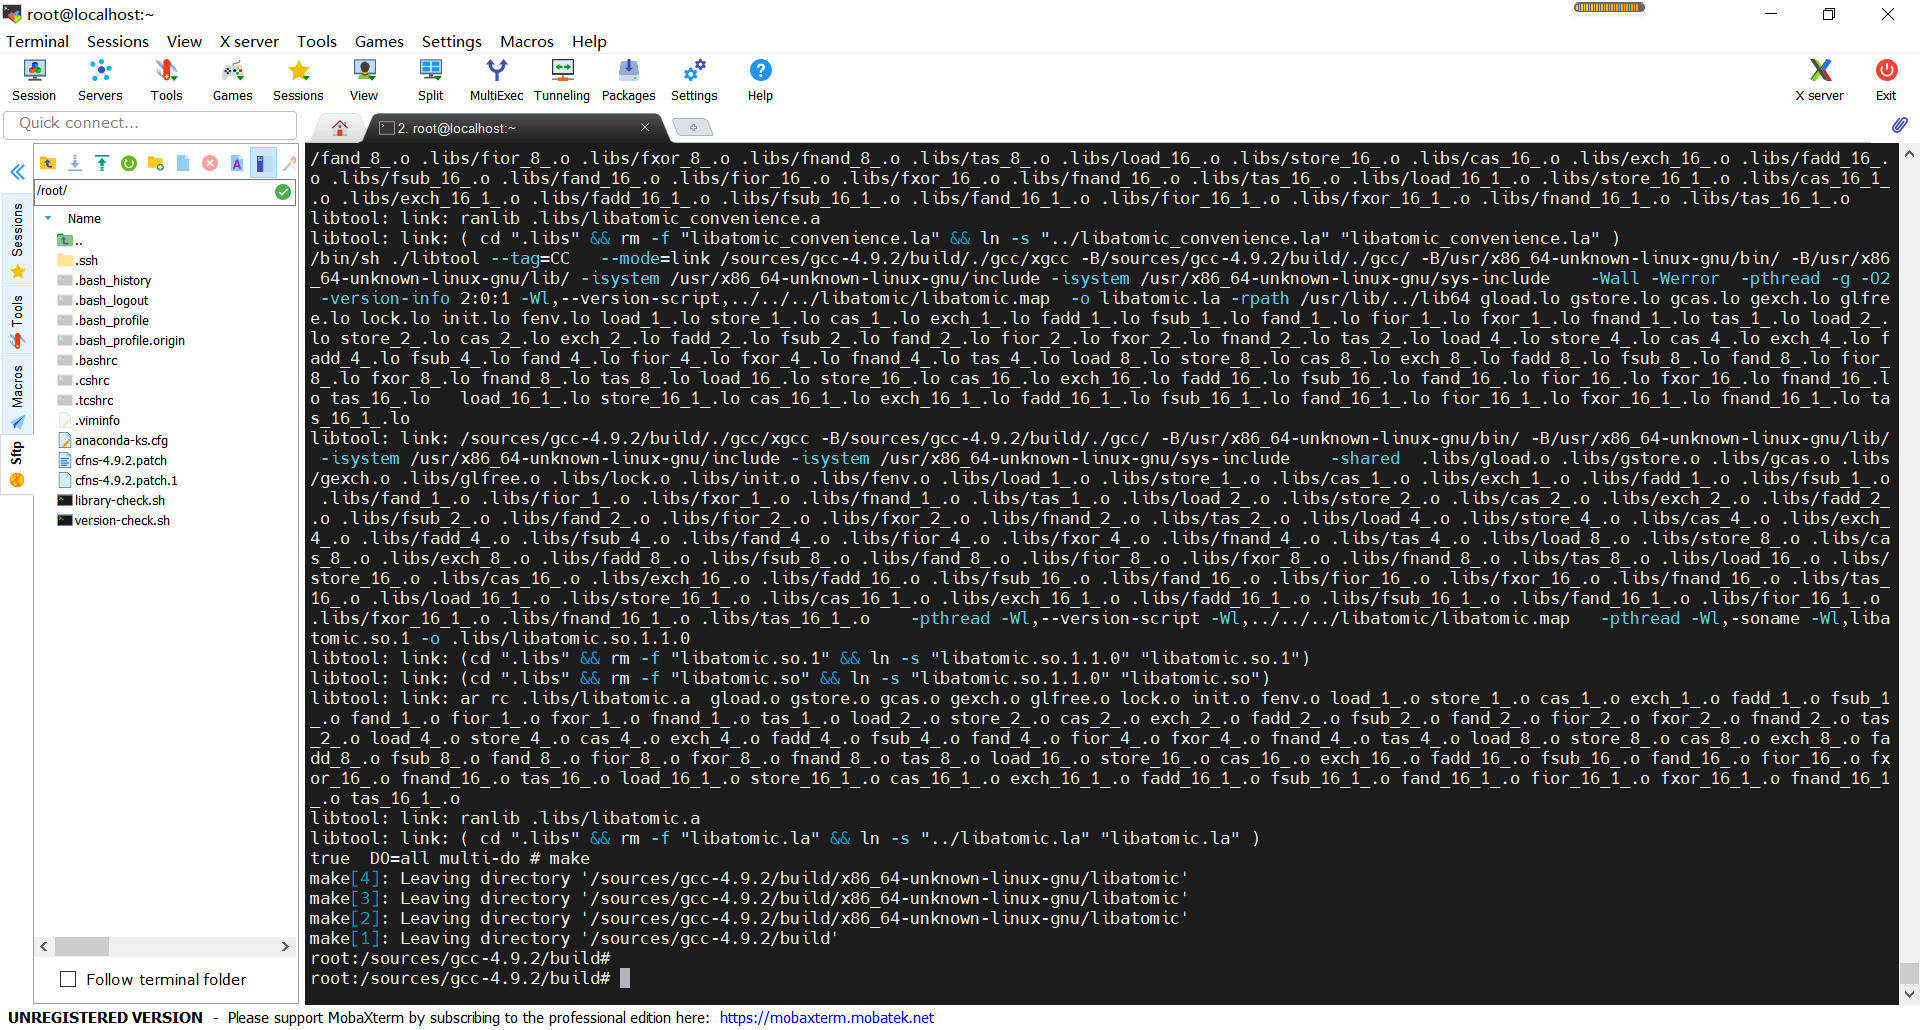 root@localhost:~
Terminal Sessions View X server Tools Games Settings Macros Help
Session Servers Tools Games Sessions View Split MultiExec Tunneling Packages Settings Help X server Exit
Quick connect...
2. root@localhost:~
/root/
Name
..
.ssh
.bash_history
.bash_logout
.bash_profile
.bash_profile.origin
.bashrc
.cshrc
.tcshrc
.viminfo
anaconda-ks.cfg
cfns-4.9.2.patch
cfns-4.9.2.patch.1
library-check.sh
version-check.sh
Sessions
Tools
Macros
Sftp
Follow terminal folder
/fand_8_.o .libs/fior_8_.o .libs/fxor_8_.o .libs/fnand_8_.o .libs/tas_8_.o .libs/load_16_.o .libs/store_16_.o .libs/cas_16_.o .libs/exch_16_.o .libs/fadd_16_.
o .libs/fsub_16_.o .libs/fand_16_.o .libs/fior_16_.o .libs/fxor_16_.o .libs/fnand_16_.o .libs/tas_16_.o .libs/load_16_1_.o .libs/store_16_1_.o .libs/cas_16_1_
.o .libs/exch_16_1_.o .libs/fadd_16_1_.o .libs/fsub_16_1_.o .libs/fand_16_1_.o .libs/fior_16_1_.o .libs/fxor_16_1_.o .libs/fnand_16_1_.o .libs/tas_16_1_.o
libtool: link: ranlib .libs/libatomic_convenience.a
libtool: link: ( cd ".libs" && rm -f "libatomic_convenience.la" && ln -s "../libatomic_convenience.la" "libatomic_convenience.la" )
/bin/sh ./libtool --tag=CC   --mode=link /sources/gcc-4.9.2/build/./gcc/xgcc -B/sources/gcc-4.9.2/build/./gcc/ -B/usr/x86_64-unknown-linux-gnu/bin/ -B/usr/x86
_64-unknown-linux-gnu/lib/ -isystem /usr/x86_64-unknown-linux-gnu/include -isystem /usr/x86_64-unknown-linux-gnu/sys-include    -Wall -Werror  -pthread -g -O2
 -version-info 2:0:1 -Wl,--version-script,../../../libatomic/libatomic.map  -o libatomic.la -rpath /usr/lib/../lib64 gload.lo gstore.lo gcas.lo gexch.lo glfre
e.lo lock.lo init.lo fenv.lo load_1_.lo store_1_.lo cas_1_.lo exch_1_.lo fadd_1_.lo fsub_1_.lo fand_1_.lo fior_1_.lo fxor_1_.lo fnand_1_.lo tas_1_.lo load_2_.
lo store_2_.lo cas_2_.lo exch_2_.lo fadd_2_.lo fsub_2_.lo fand_2_.lo fior_2_.lo fxor_2_.lo fnand_2_.lo tas_2_.lo load_4_.lo store_4_.lo cas_4_.lo exch_4_.lo f
add_4_.lo fsub_4_.lo fand_4_.lo fior_4_.lo fxor_4_.lo fnand_4_.lo tas_4_.lo load_8_.lo store_8_.lo cas_8_.lo exch_8_.lo fadd_8_.lo fsub_8_.lo fand_8_.lo fior_
8_.lo fxor_8_.lo fnand_8_.lo tas_8_.lo load_16_.lo store_16_.lo cas_16_.lo exch_16_.lo fadd_16_.lo fsub_16_.lo fand_16_.lo fior_16_.lo fxor_16_.lo fnand_16_.l
o tas_16_.lo   load_16_1_.lo store_16_1_.lo cas_16_1_.lo exch_16_1_.lo fadd_16_1_.lo fsub_16_1_.lo fand_16_1_.lo fior_16_1_.lo fxor_16_1_.lo fnand_16_1_.lo ta
s_16_1_.lo
libtool: link: /sources/gcc-4.9.2/build/./gcc/xgcc -B/sources/gcc-4.9.2/build/./gcc/ -B/usr/x86_64-unknown-linux-gnu/bin/ -B/usr/x86_64-unknown-linux-gnu/lib/
 -isystem /usr/x86_64-unknown-linux-gnu/include -isystem /usr/x86_64-unknown-linux-gnu/sys-include    -shared  .libs/gload.o .libs/gstore.o .libs/gcas.o .libs
/gexch.o .libs/glfree.o .libs/lock.o .libs/init.o .libs/fenv.o .libs/load_1_.o .libs/store_1_.o .libs/cas_1_.o .libs/exch_1_.o .libs/fadd_1_.o .libs/fsub_1_.o
 .libs/fand_1_.o .libs/fior_1_.o .libs/fxor_1_.o .libs/fnand_1_.o .libs/tas_1_.o .libs/load_2_.o .libs/store_2_.o .libs/cas_2_.o .libs/exch_2_.o .libs/fadd_2_
.o .libs/fsub_2_.o .libs/fand_2_.o .libs/fior_2_.o .libs/fxor_2_.o .libs/fnand_2_.o .libs/tas_2_.o .libs/load_4_.o .libs/store_4_.o .libs/cas_4_.o .libs/exch_
4_.o .libs/fadd_4_.o .libs/fsub_4_.o .libs/fand_4_.o .libs/fior_4_.o .libs/fxor_4_.o .libs/fnand_4_.o .libs/tas_4_.o .libs/load_8_.o .libs/store_8_.o .libs/ca
s_8_.o .libs/exch_8_.o .libs/fadd_8_.o .libs/fsub_8_.o .libs/fand_8_.o .libs/fior_8_.o .libs/fxor_8_.o .libs/fnand_8_.o .libs/tas_8_.o .libs/load_16_.o .libs/
store_16_.o .libs/cas_16_.o .libs/exch_16_.o .libs/fadd_16_.o .libs/fsub_16_.o .libs/fand_16_.o .libs/fior_16_.o .libs/fxor_16_.o .libs/fnand_16_.o .libs/tas_
16_.o .libs/load_16_1_.o .libs/store_16_1_.o .libs/cas_16_1_.o .libs/exch_16_1_.o .libs/fadd_16_1_.o .libs/fsub_16_1_.o .libs/fand_16_1_.o .libs/fior_16_1_.o 
.libs/fxor_16_1_.o .libs/fnand_16_1_.o .libs/tas_16_1_.o    -pthread -Wl,--version-script -Wl,../../../libatomic/libatomic.map   -pthread -Wl,-soname -Wl,liba
tomic.so.1 -o .libs/libatomic.so.1.1.0
libtool: link: (cd ".libs" && rm -f "libatomic.so.1" && ln -s "libatomic.so.1.1.0" "libatomic.so.1")
libtool: link: (cd ".libs" && rm -f "libatomic.so" && ln -s "libatomic.so.1.1.0" "libatomic.so")
libtool: link: ar rc .libs/libatomic.a  gload.o gstore.o gcas.o gexch.o glfree.o lock.o init.o fenv.o load_1_.o store_1_.o cas_1_.o exch_1_.o fadd_1_.o fsub_1
_.o fand_1_.o fior_1_.o fxor_1_.o fnand_1_.o tas_1_.o load_2_.o store_2_.o cas_2_.o exch_2_.o fadd_2_.o fsub_2_.o fand_2_.o fior_2_.o fxor_2_.o fnand_2_.o tas
_2_.o load_4_.o store_4_.o cas_4_.o exch_4_.o fadd_4_.o fsub_4_.o fand_4_.o fior_4_.o fxor_4_.o fnand_4_.o tas_4_.o load_8_.o store_8_.o cas_8_.o exch_8_.o fa
dd_8_.o fsub_8_.o fand_8_.o fior_8_.o fxor_8_.o fnand_8_.o tas_8_.o load_16_.o store_16_.o cas_16_.o exch_16_.o fadd_16_.o fsub_16_.o fand_16_.o fior_16_.o fx
or_16_.o fnand_16_.o tas_16_.o load_16_1_.o store_16_1_.o cas_16_1_.o exch_16_1_.o fadd_16_1_.o fsub_16_1_.o fand_16_1_.o fior_16_1_.o fxor_16_1_.o fnand_16_1
_.o tas_16_1_.o
libtool: link: ranlib .libs/libatomic.a
libtool: link: ( cd ".libs" && rm -f "libatomic.la" && ln -s "../libatomic.la" "libatomic.la" )
true  DO=all multi-do # make
make[4]: Leaving directory '/sources/gcc-4.9.2/build/x86_64-unknown-linux-gnu/libatomic'
make[3]: Leaving directory '/sources/gcc-4.9.2/build/x86_64-unknown-linux-gnu/libatomic'
make[2]: Leaving directory '/sources/gcc-4.9.2/build/x86_64-unknown-linux-gnu/libatomic'
make[1]: Leaving directory '/sources/gcc-4.9.2/build'
root:/sources/gcc-4.9.2/build#
root:/sources/gcc-4.9.2/build#
UNREGISTERED VERSION - Please support MobaXterm by subscribing to the professional edition here: https://mobaxterm.mobatek.net